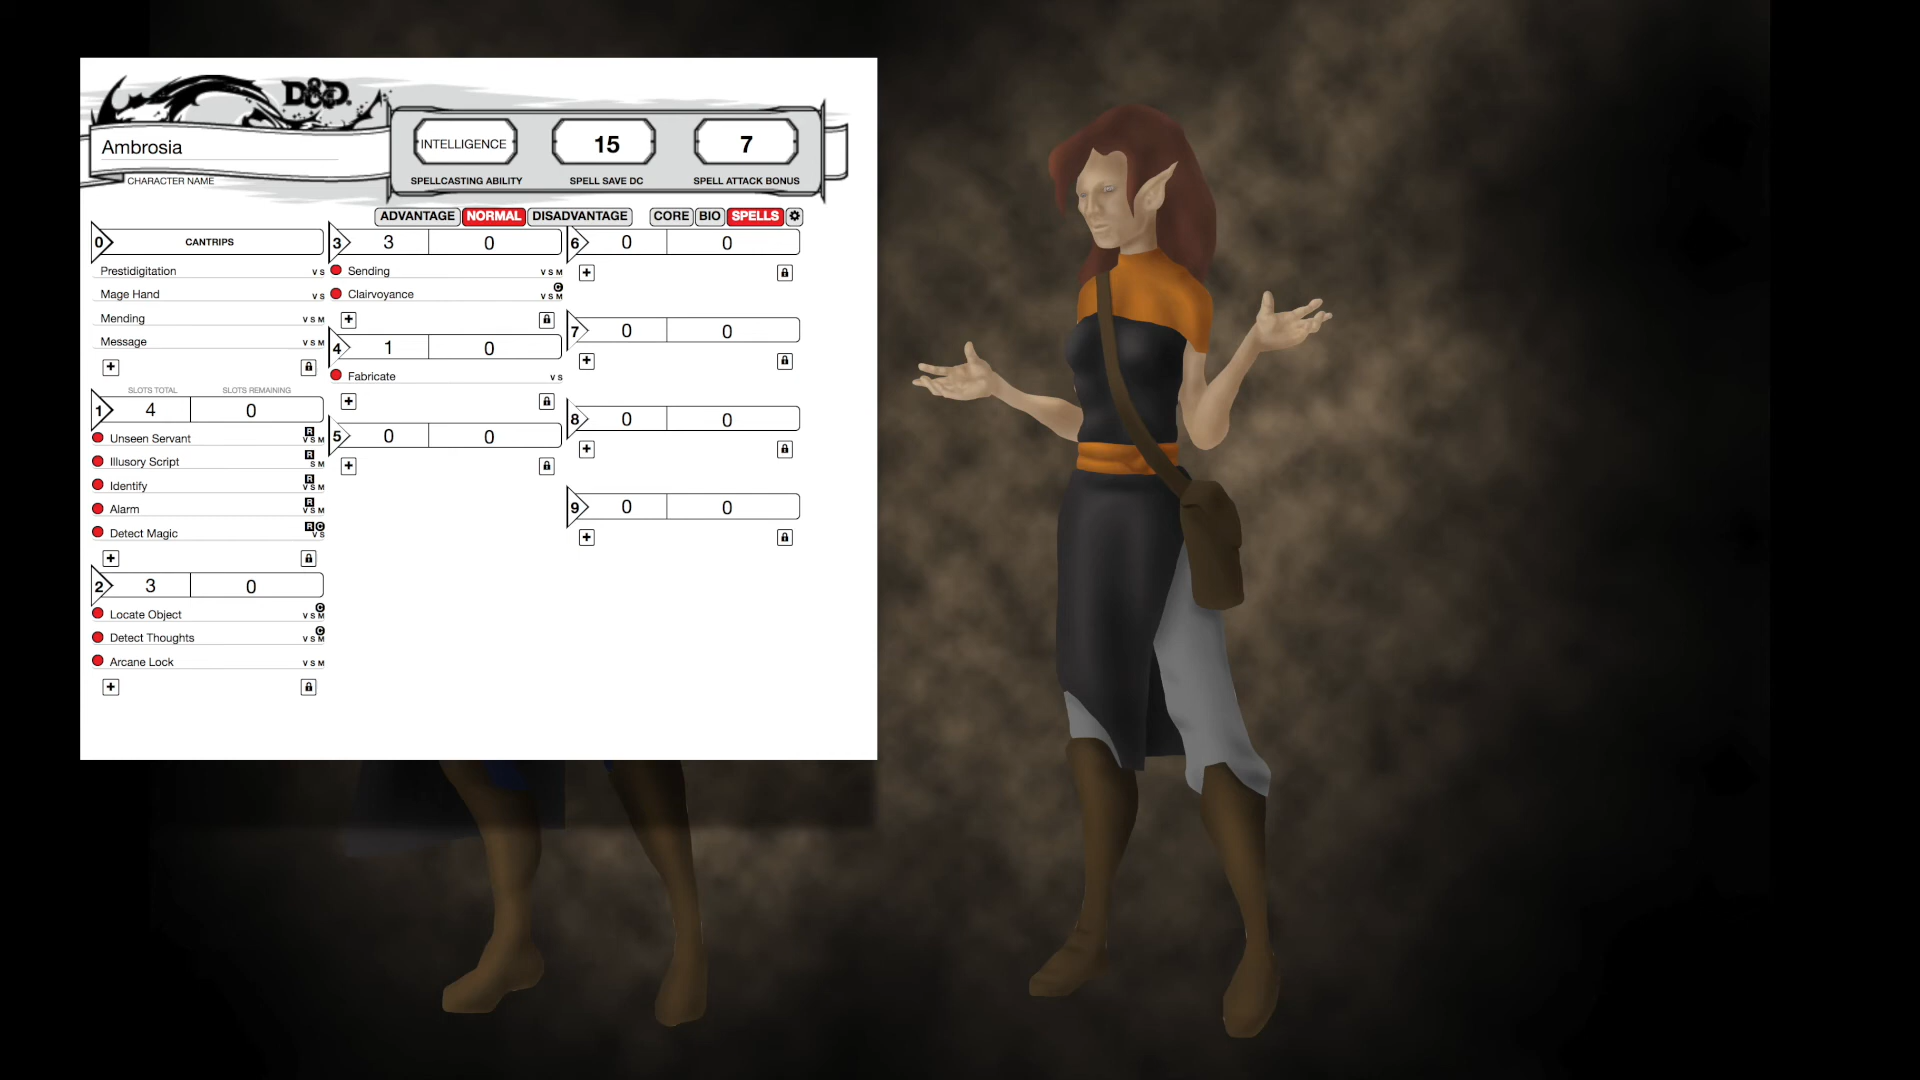 D&D
Ambrosia
CHARACTER NAME
INTELLIGENCE
15
7
SPELLCASTING ABILITY
SPELL SAVE DC
SPELL ATTACK BONUS
ADVANTAGE NORMAL DISADVANTAGE CORE BIO SPELLS
0 CANTRIPS
Prestidigitation V S
Mage Hand V S
Mending V S M
Message V S M
SLOTS TOTAL SLOTS REMAINING
1 4 0
Unseen Servant R V S M
Illusory Script R S M
Identify R V S M
Alarm R V S M
Detect Magic R C V S
2 3 0
Locate Object C V S M
Detect Thoughts C V S M
Arcane Lock V S M
3 3 0
Sending V S M
Clairvoyance C V S M
4 1 0
Fabricate V S
5 0 0
6 0 0
7 0 0
8 0 0
9 0 0